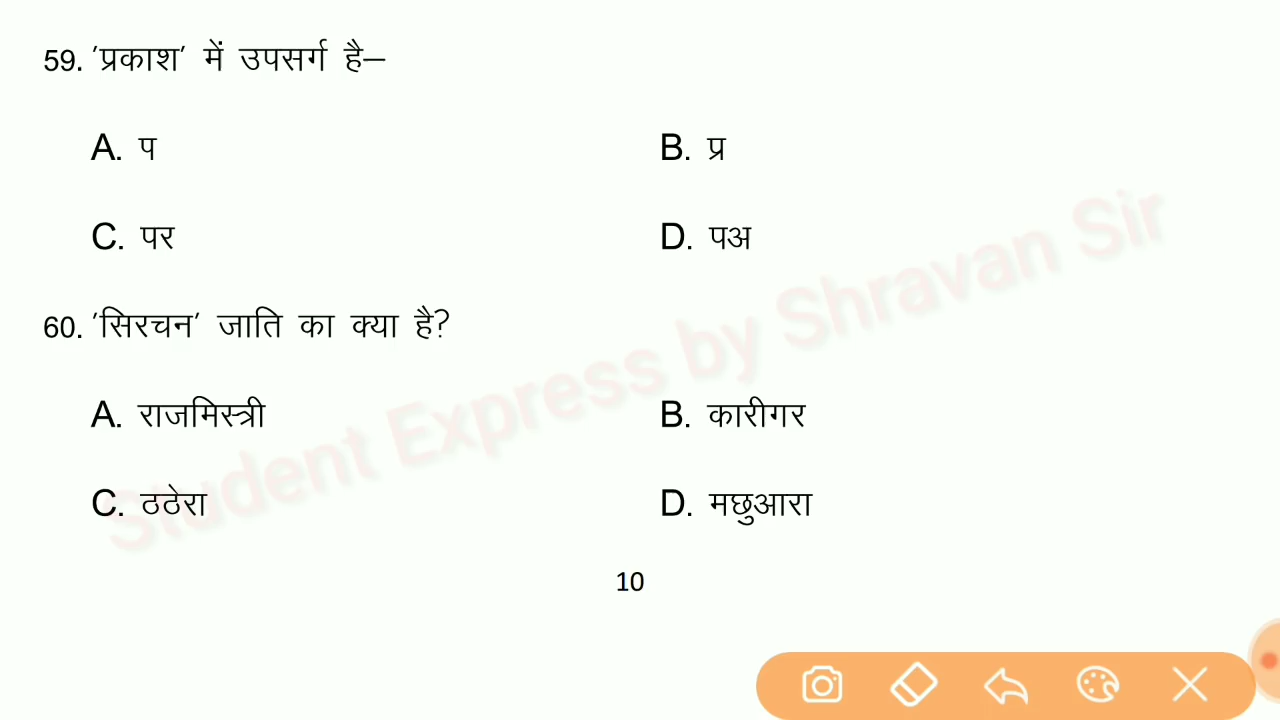 59. 'प्रकाश' में उपसर्ग है–
A. प B. प्र
C. पर D. पअ
60. 'सिरचन' जाति का क्या है?
A. राजमिस्त्री B. कारीगर
C. ठठेरा D. मछुआरा
Student Express by Shravan Sir
10